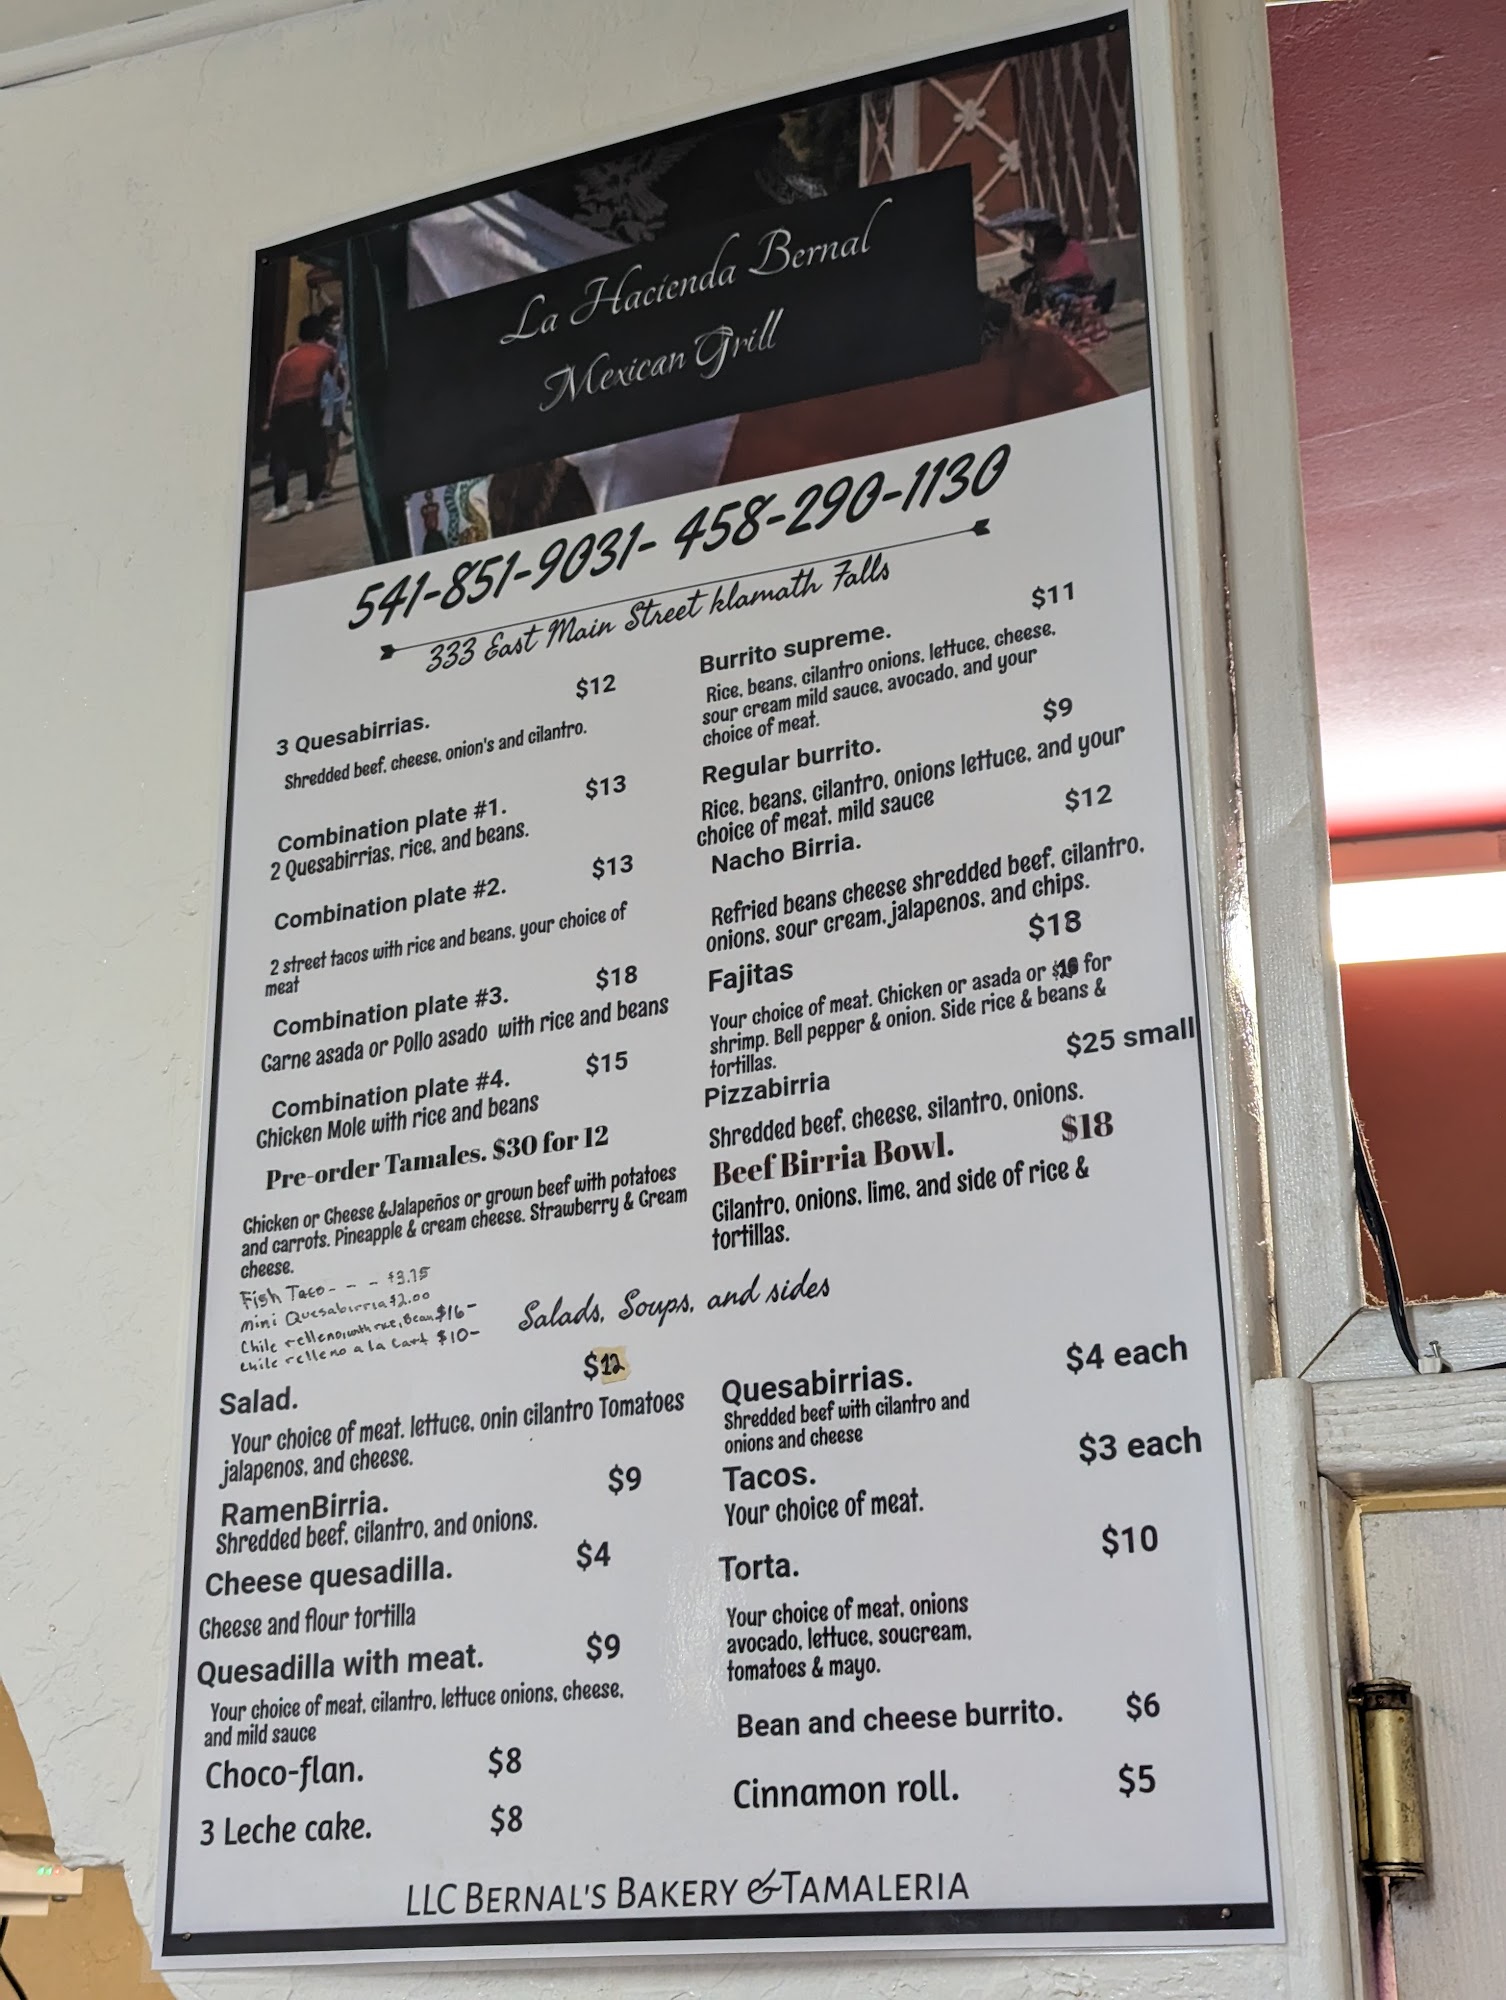 La Hacienda Bernal
Mexican Grill
541-851-9031- 458-290-1130
333 East Main Street klamath Falls
3 Quesabirrias. $12
Shredded beef, cheese, onion's and cilantro.
Combination plate #1. $13
2 Quesabirrias, rice, and beans.
Combination plate #2. $13
2 street tacos with rice and beans, your choice of
meat
Combination plate #3. $18
Carne asada or Pollo asado with rice and beans
Combination plate #4. $15
Chicken Mole with rice and beans
Pre-order Tamales. $30 for 12
Chicken or Cheese &Jalapeños or grown beef with potatoes
and carrots. Pineapple & cream cheese. Strawberry & Cream
cheese.
Fish Taco - - - $3.75
mini Quesabirria $2.00
Chile relleno, with rice, Bean $16-
chile relleno a la Cart $10-
Burrito supreme. $11
Rice, beans, cilantro onions, lettuce, cheese,
sour cream mild sauce, avocado, and your
choice of meat.
Regular burrito. $9
Rice, beans, cilantro, onions lettuce, and your
choice of meat, mild sauce
Nacho Birria. $12
Refried beans cheese shredded beef, cilantro,
onions, sour cream, jalapenos, and chips.
Fajitas $18
Your choice of meat. Chicken or asada or for
shrimp. Bell pepper & onion. Side rice & beans &
tortillas.
Pizzabirria $25 small
Shredded beef, cheese, silantro, onions.
Beef Birria Bowl. $18
Cilantro, onions, lime, and side of rice &
tortillas.
Salads, Soups, and sides
Salad. $12
Your choice of meat, lettuce, onin cilantro Tomatoes
jalapenos, and cheese.
RamenBirria. $9
Shredded beef, cilantro, and onions.
Cheese quesadilla. $4
Cheese and flour tortilla
Quesadilla with meat. $9
Your choice of meat, cilantro, lettuce onions, cheese,
and mild sauce
Choco-flan. $8
3 Leche cake. $8
Quesabirrias. $4 each
Shredded beef with cilantro and
onions and cheese
Tacos. $3 each
Your choice of meat.
Torta. $10
Your choice of meat, onions
avocado, lettuce, soucream,
tomatoes & mayo.
Bean and cheese burrito. $6
Cinnamon roll. $5
LLC BERNAL'S BAKERY & TAMALERIA